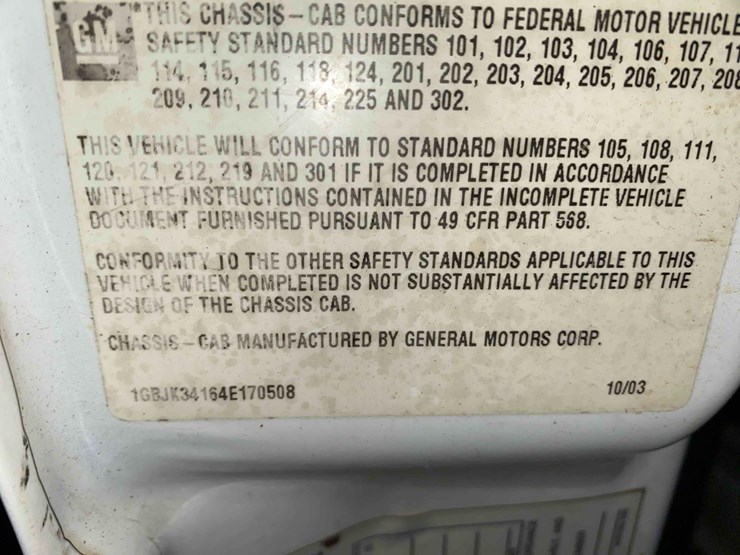 GM THIS CHASSIS-CAB CONFORMS TO FEDERAL MOTOR VEHICLE
SAFETY STANDARD NUMBERS 101, 102, 103, 104, 106, 107, 11
114, 115, 116, 118, 124, 201, 202, 203, 204, 205, 206, 207, 208
209, 210, 211, 214, 225 AND 302.
THIS VEHICLE WILL CONFORM TO STANDARD NUMBERS 105, 108, 111,
120, 121, 212, 219 AND 301 IF IT IS COMPLETED IN ACCORDANCE
WITH THE INSTRUCTIONS CONTAINED IN THE INCOMPLETE VEHICLE
DOCUMENT FURNISHED PURSUANT TO 49 CFR PART 568.
CONFORMITY TO THE OTHER SAFETY STANDARDS APPLICABLE TO THIS
VEHICLE WHEN COMPLETED IS NOT SUBSTANTIALLY AFFECTED BY THE
DESIGN OF THE CHASSIS CAB.
CHASSIS-CAB MANUFACTURED BY GENERAL MOTORS CORP.
1GBJK34164E170508 10/03